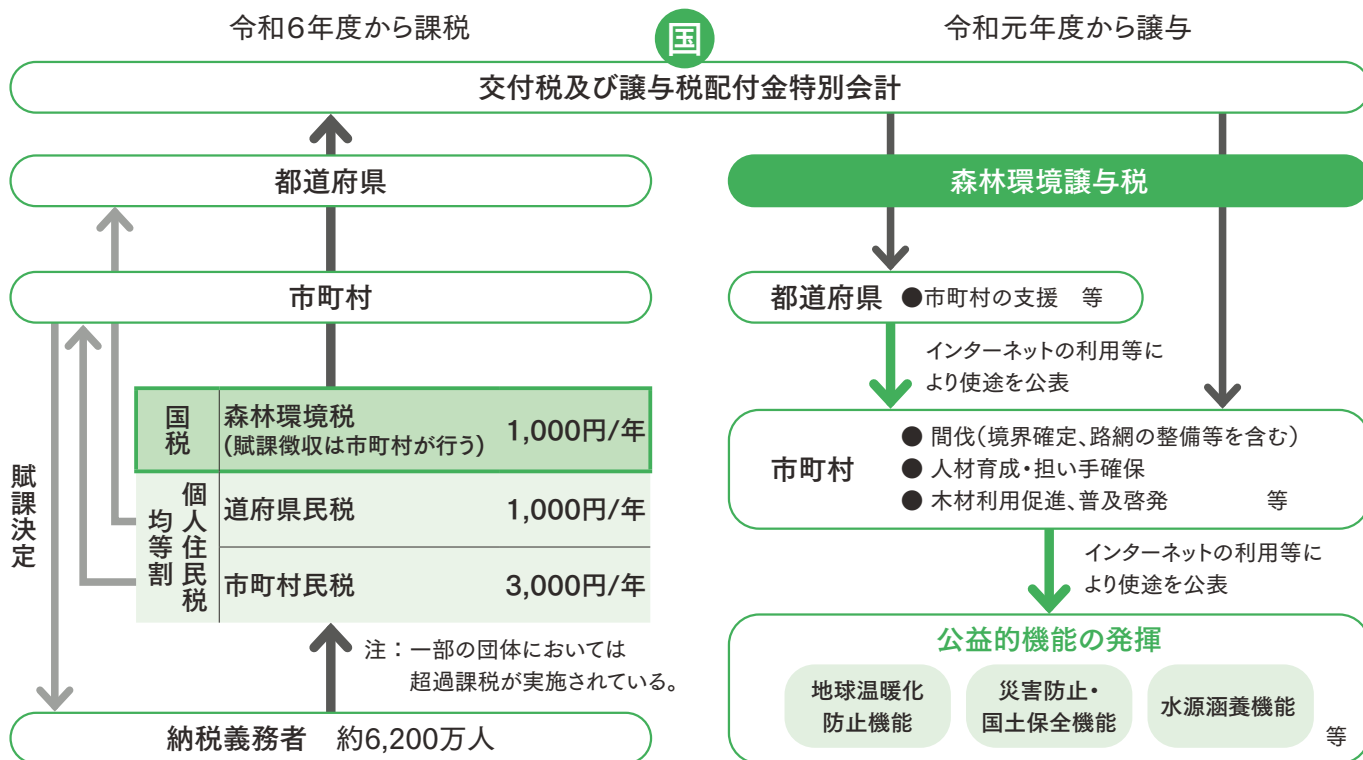 令和6年度から課税
国
令和元年度から譲与
交付税及び譲与税配付金特別会計
都道府県
市町村
賦課決定
国税
森林環境税
(賦課徴収は市町村が行う)
1,000円/年
個人住民税
均等割
道府県民税
1,000円/年
市町村民税
3,000円/年
注：一部の団体においては
超過課税が実施されている。
納税義務者 約6,200万人
森林環境譲与税
都道府県 ●市町村の支援 等
インターネットの利用等に
より使途を公表
市町村
● 間伐(境界確定、路網の整備等を含む)
● 人材育成・担い手確保
● 木材利用促進、普及啓発 等
インターネットの利用等に
より使途を公表
公益的機能の発揮
地球温暖化
防止機能
災害防止・
国土保全機能
水源涵養機能
等